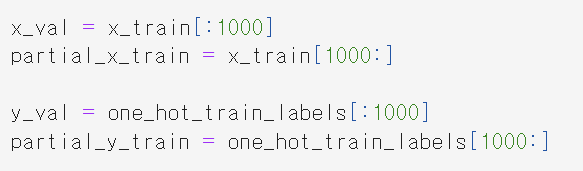 x_val = x_train[:1000]
partial_x_train = x_train[1000:]
y_val = one_hot_train_labels[:1000]
partial_y_train = one_hot_train_labels[1000:]